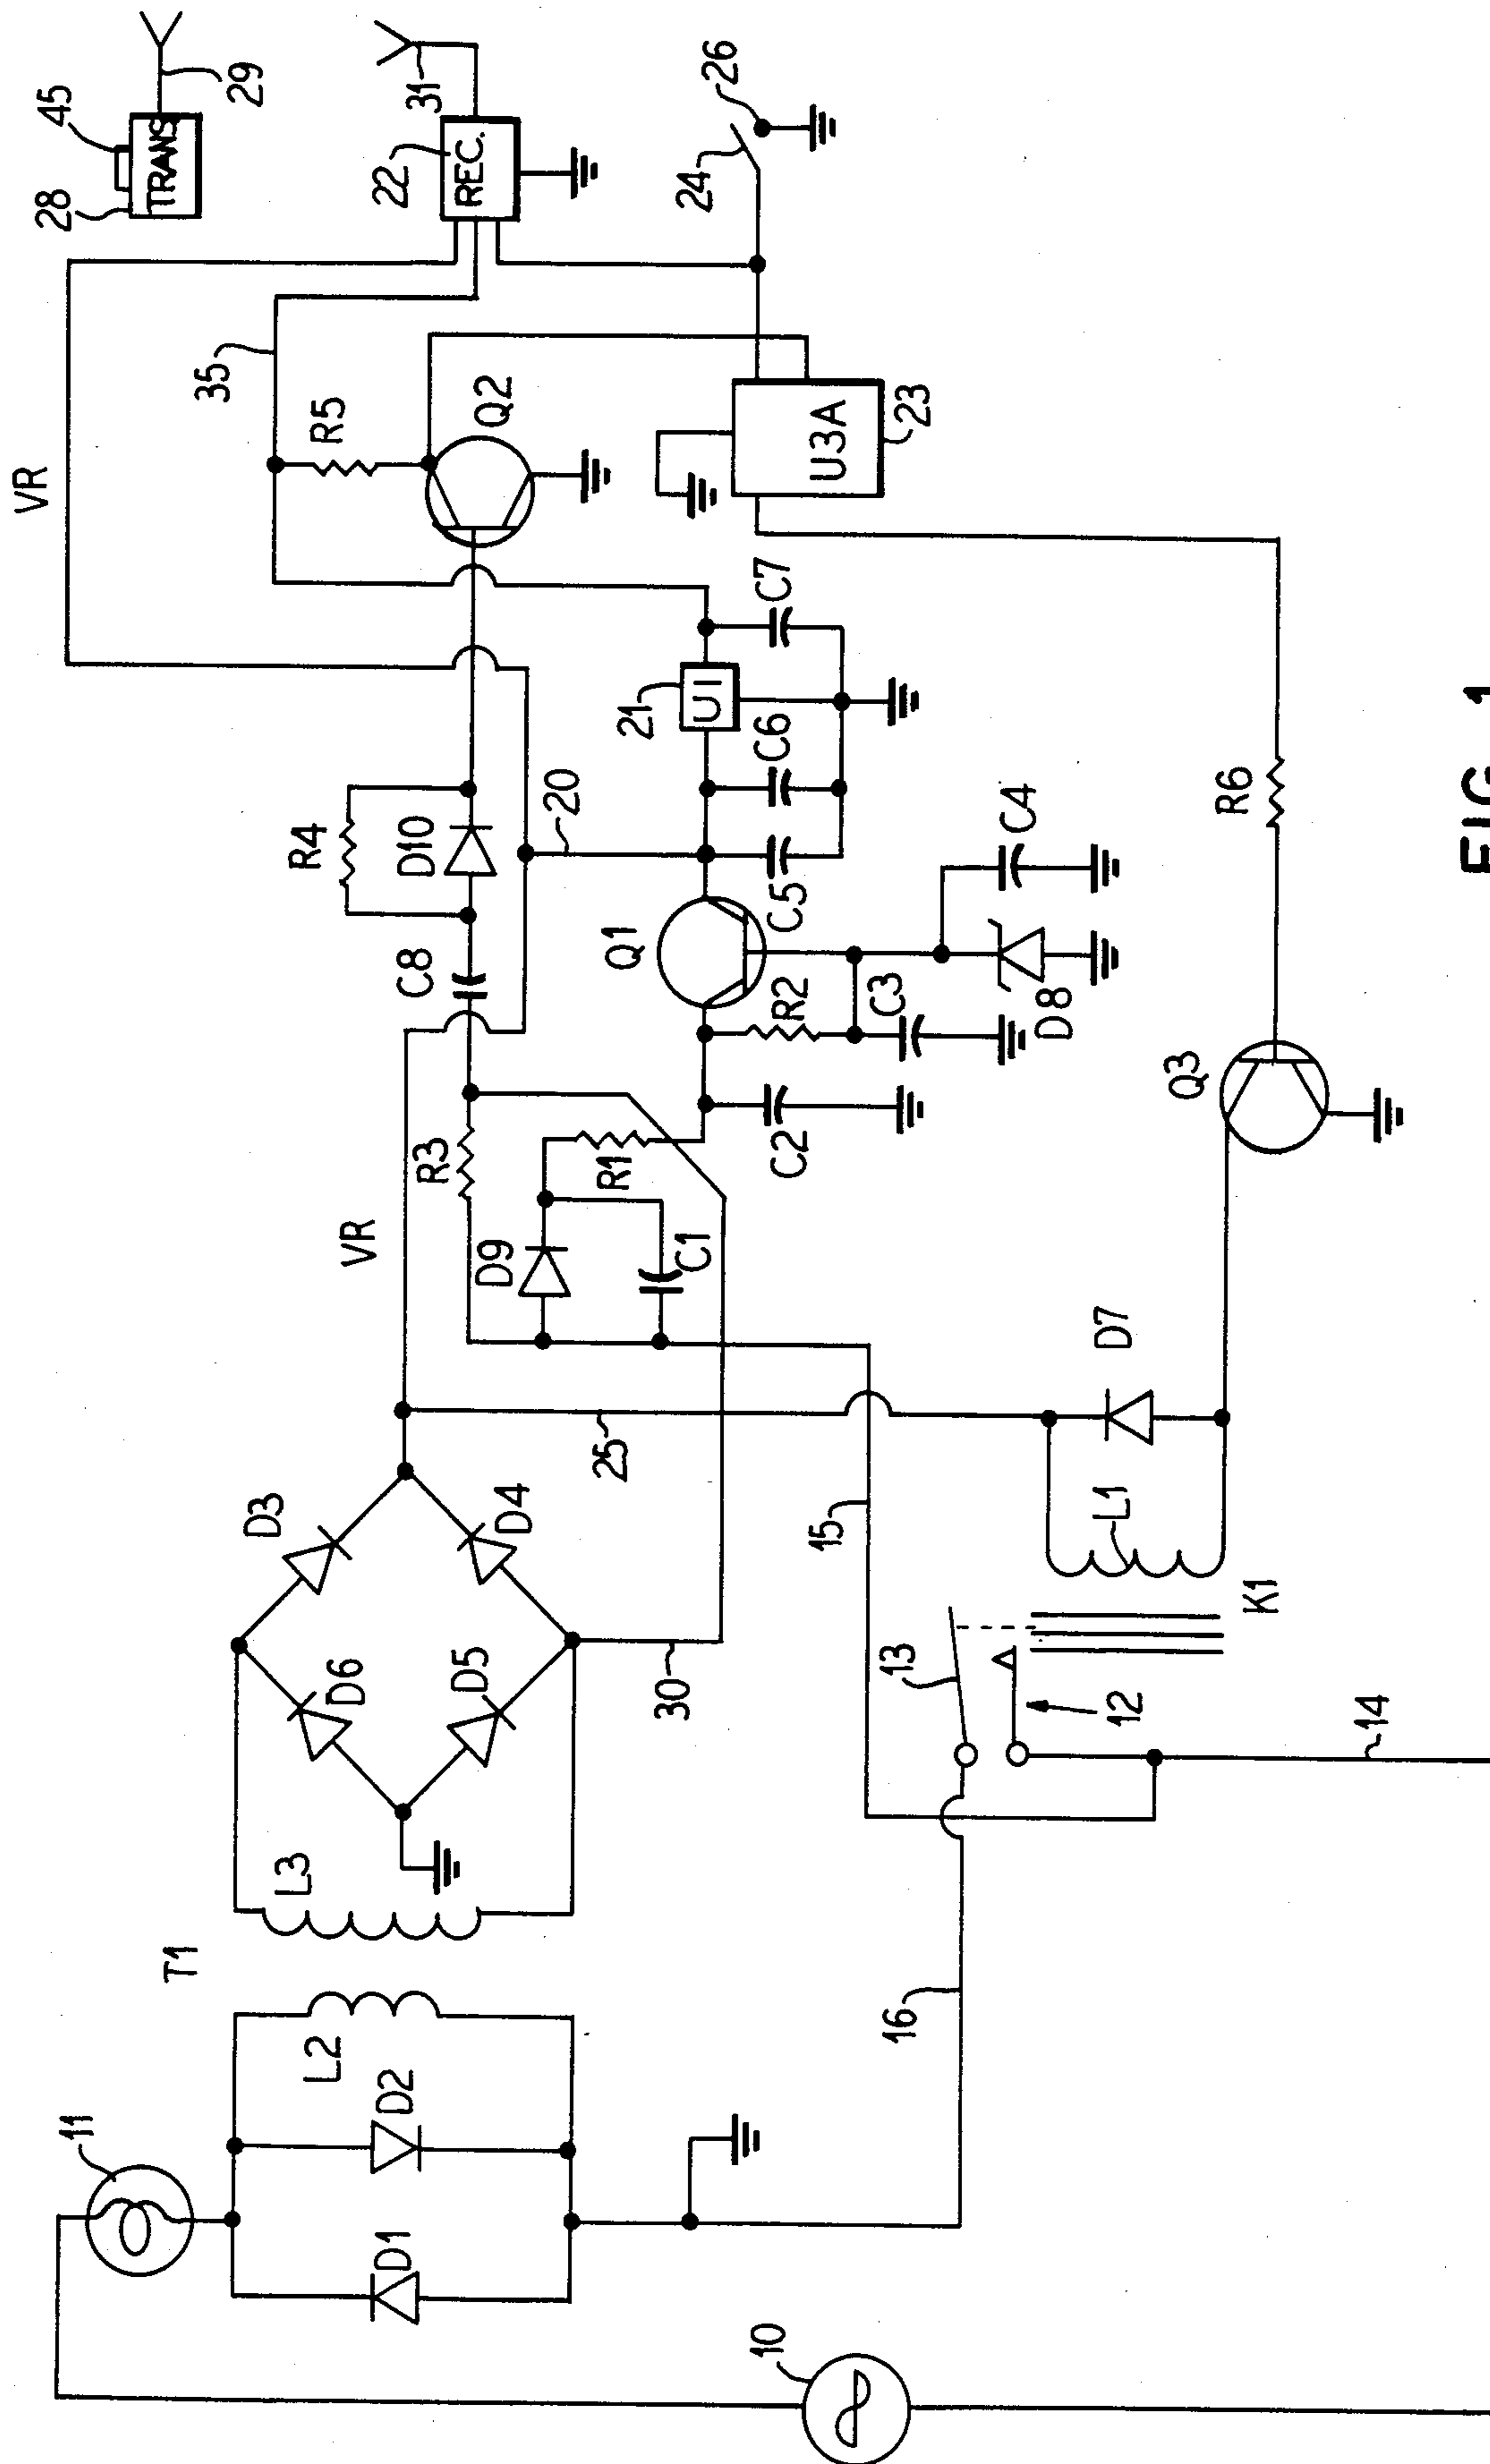 28
45
TRANS
29
VR
35
R5
Q2
22
REC.
31
24
26
U3A
23
R4
D10
C8
20
21
U1
C7
C6
C5
Q1
R2
C3
C4
D8
C2
R1
R3
D9
C1
VR
R6
Q3
D3
D4
D6
D5
L3
T1
25
30
15
D7
L1
K1
13
12
14
16
L2
D2
D1
11
10
FIG. 1